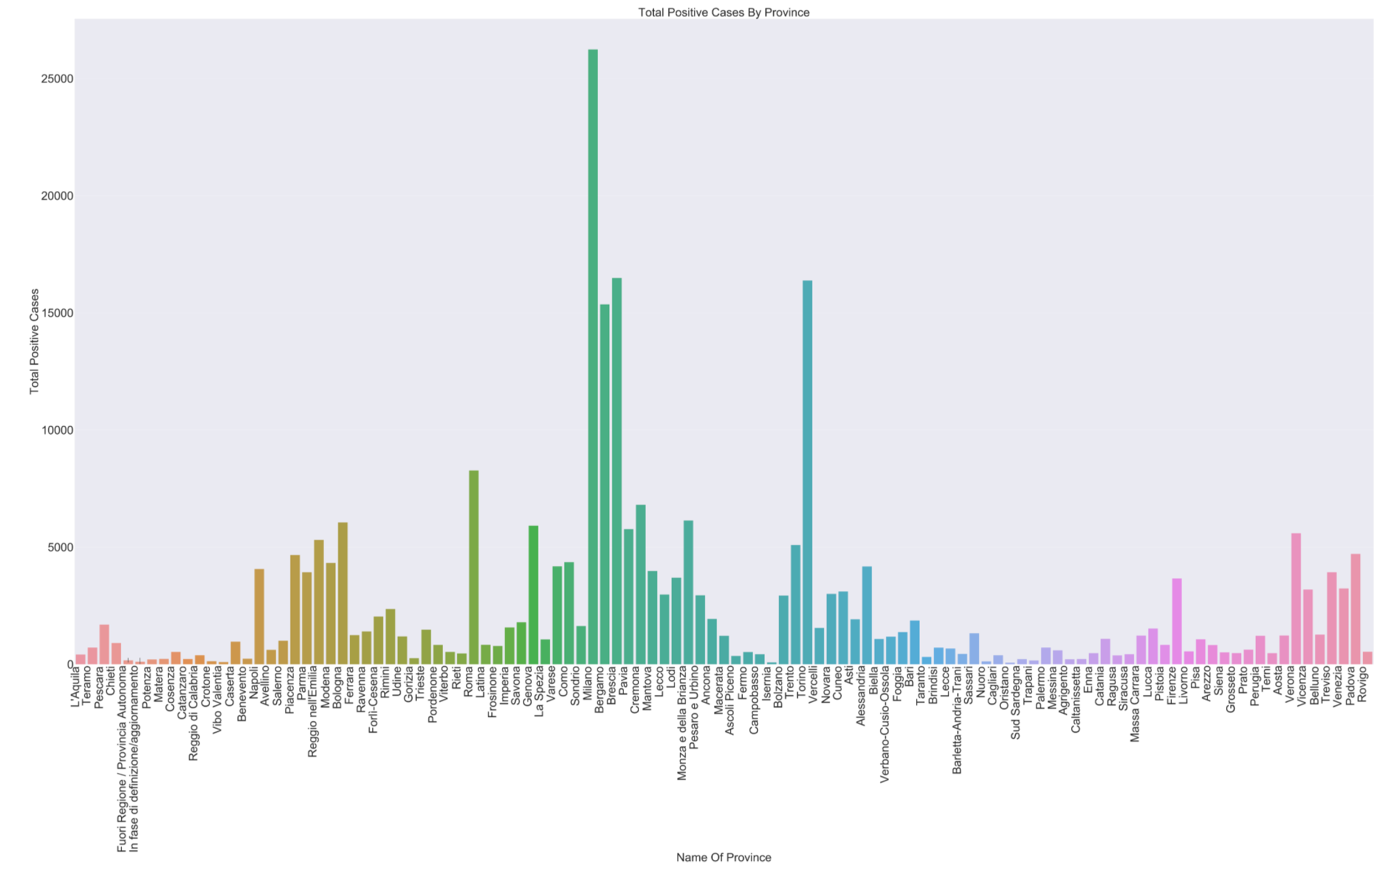 Total Positive Cases By Province
25000
20000
15000
10000
5000
0
Total Positive Cases
L'Aquila
Teramo
Pescara
Chieti
Fuori Regione / Provincia Autonoma
In fase di definizione/aggiornamento
Potenza
Matera
Cosenza
Catanzaro
Reggio di Calabria
Crotone
Vibo Valentia
Caserta
Benevento
Napoli
Avellino
Salerno
Piacenza
Parma
Reggio nell'Emilia
Modena
Bologna
Ferrara
Ravenna
Forlì-Cesena
Rimini
Udine
Gorizia
Trieste
Pordenone
Viterbo
Rieti
Roma
Latina
Frosinone
Imperia
Savona
Genova
La Spezia
Varese
Como
Sondrio
Milano
Bergamo
Brescia
Pavia
Cremona
Mantova
Lecco
Lodi
Monza e della Brianza
Pesaro e Urbino
Ancona
Macerata
Ascoli Piceno
Fermo
Campobasso
Isernia
Bolzano
Trento
Torino
Vercelli
Novara
Cuneo
Asti
Alessandria
Biella
Verbano-Cusio-Ossola
Foggia
Bari
Taranto
Brindisi
Lecce
Barletta-Andria-Trani
Sassari
Nuoro
Cagliari
Oristano
Sud Sardegna
Trapani
Palermo
Messina
Agrigento
Caltanissetta
Enna
Catania
Ragusa
Siracusa
Massa Carrara
Lucca
Pistoia
Firenze
Livorno
Pisa
Arezzo
Siena
Grosseto
Prato
Perugia
Terni
Aosta
Verona
Vicenza
Belluno
Treviso
Venezia
Padova
Rovigo
Name Of Province